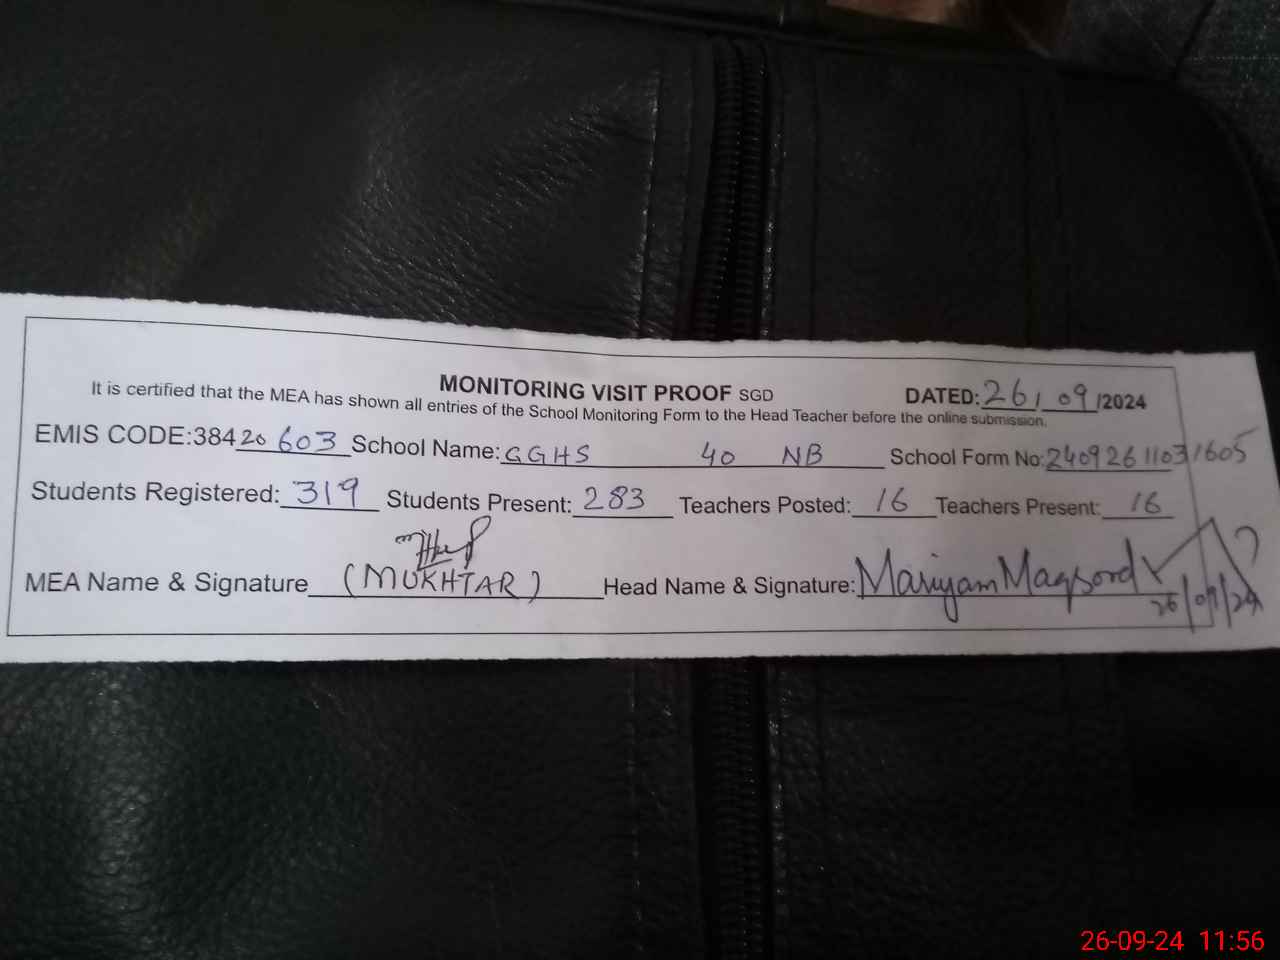 MONITORING VISIT PROOF SGD DATED: 26/09/2024
It is certified that the MEA has shown all entries of the School Monitoring Form to the Head Teacher before the online submission.
EMIS CODE:38420603 School Name: GGHS 40 NB School Form No: 24092611031605
Students Registered: 319 Students Present: 283 Teachers Posted: 16 Teachers Present: 16
MEA Name & Signature (MUKHTAR) Head Name & Signature: Mariyam Maqsood
26/09/24
26-09-24 11:56